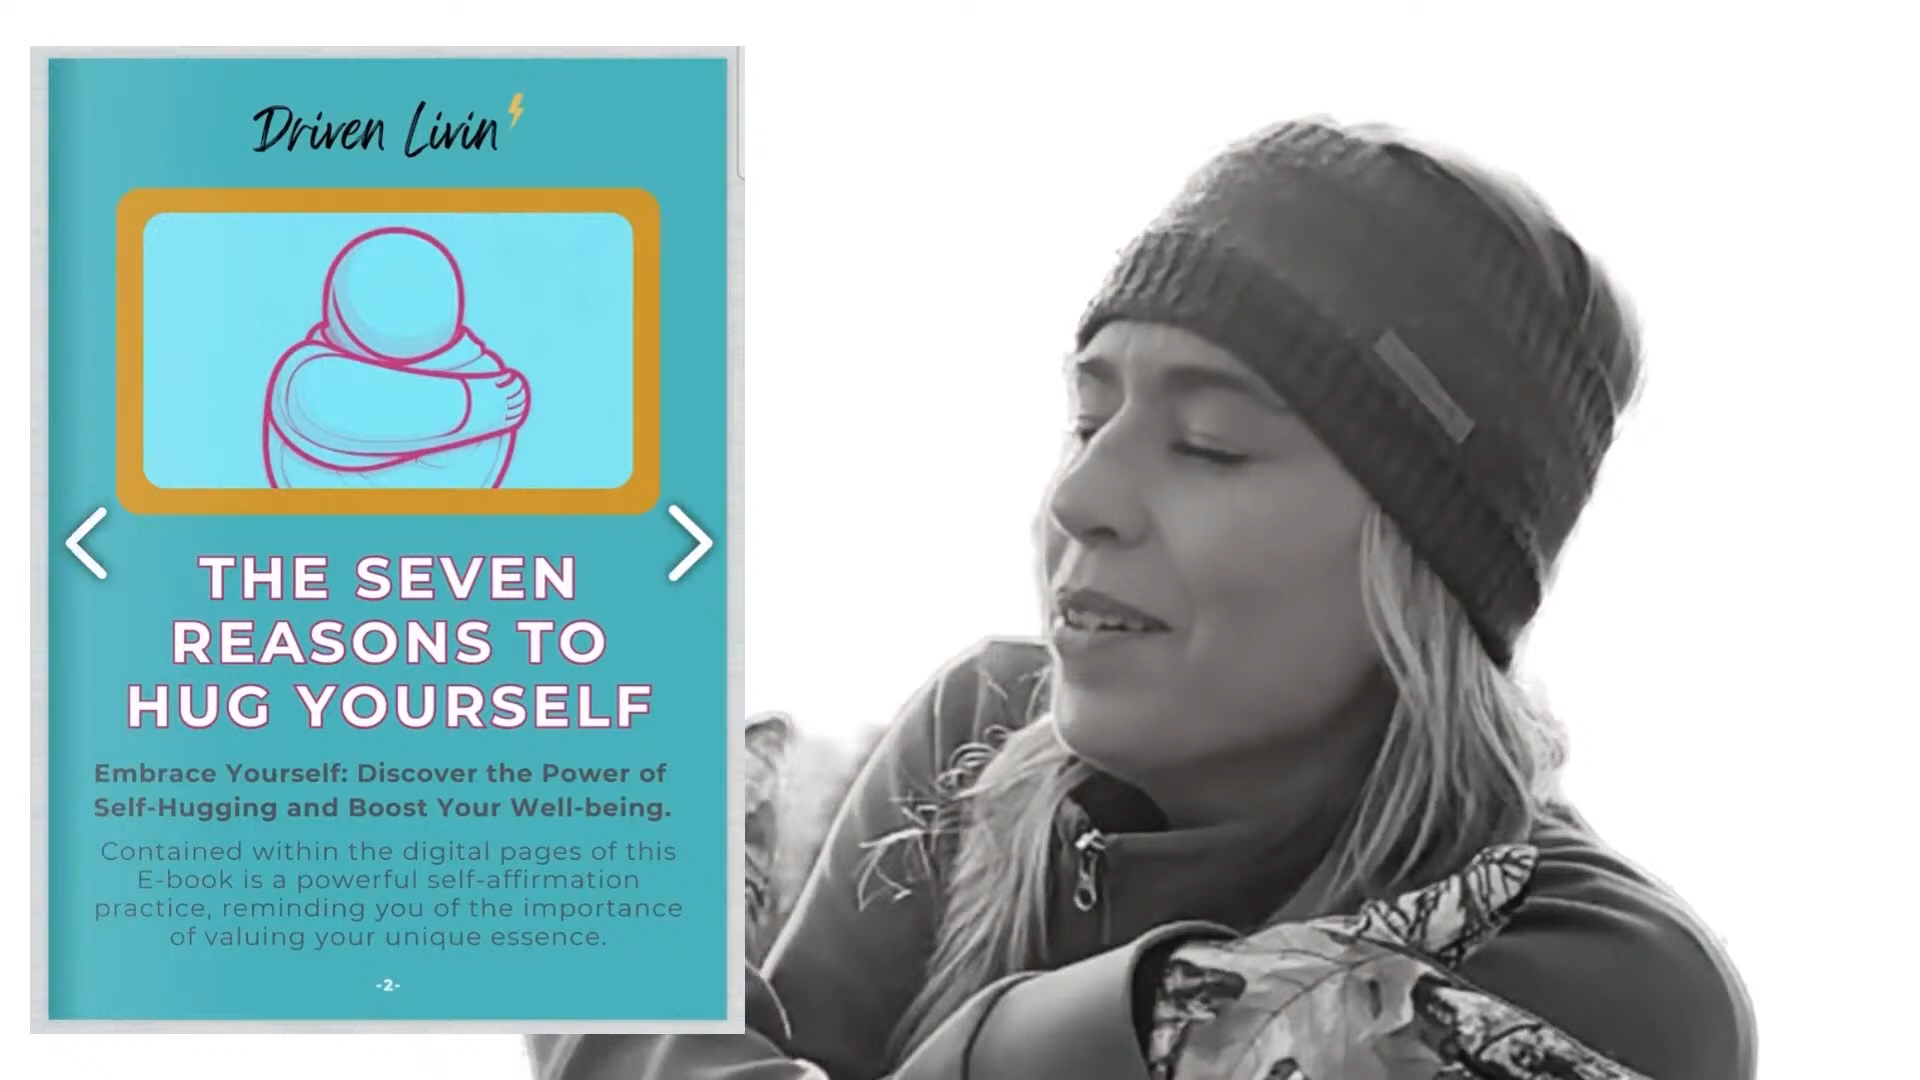 Driven Livin
THE SEVEN
REASONS TO
HUG YOURSELF
Embrace Yourself: Discover the Power of
Self-Hugging and Boost Your Well-being.
Contained within the digital pages of this
E-book is a powerful self-affirmation
practice, reminding you of the importance
of valuing your unique essence.
-2-